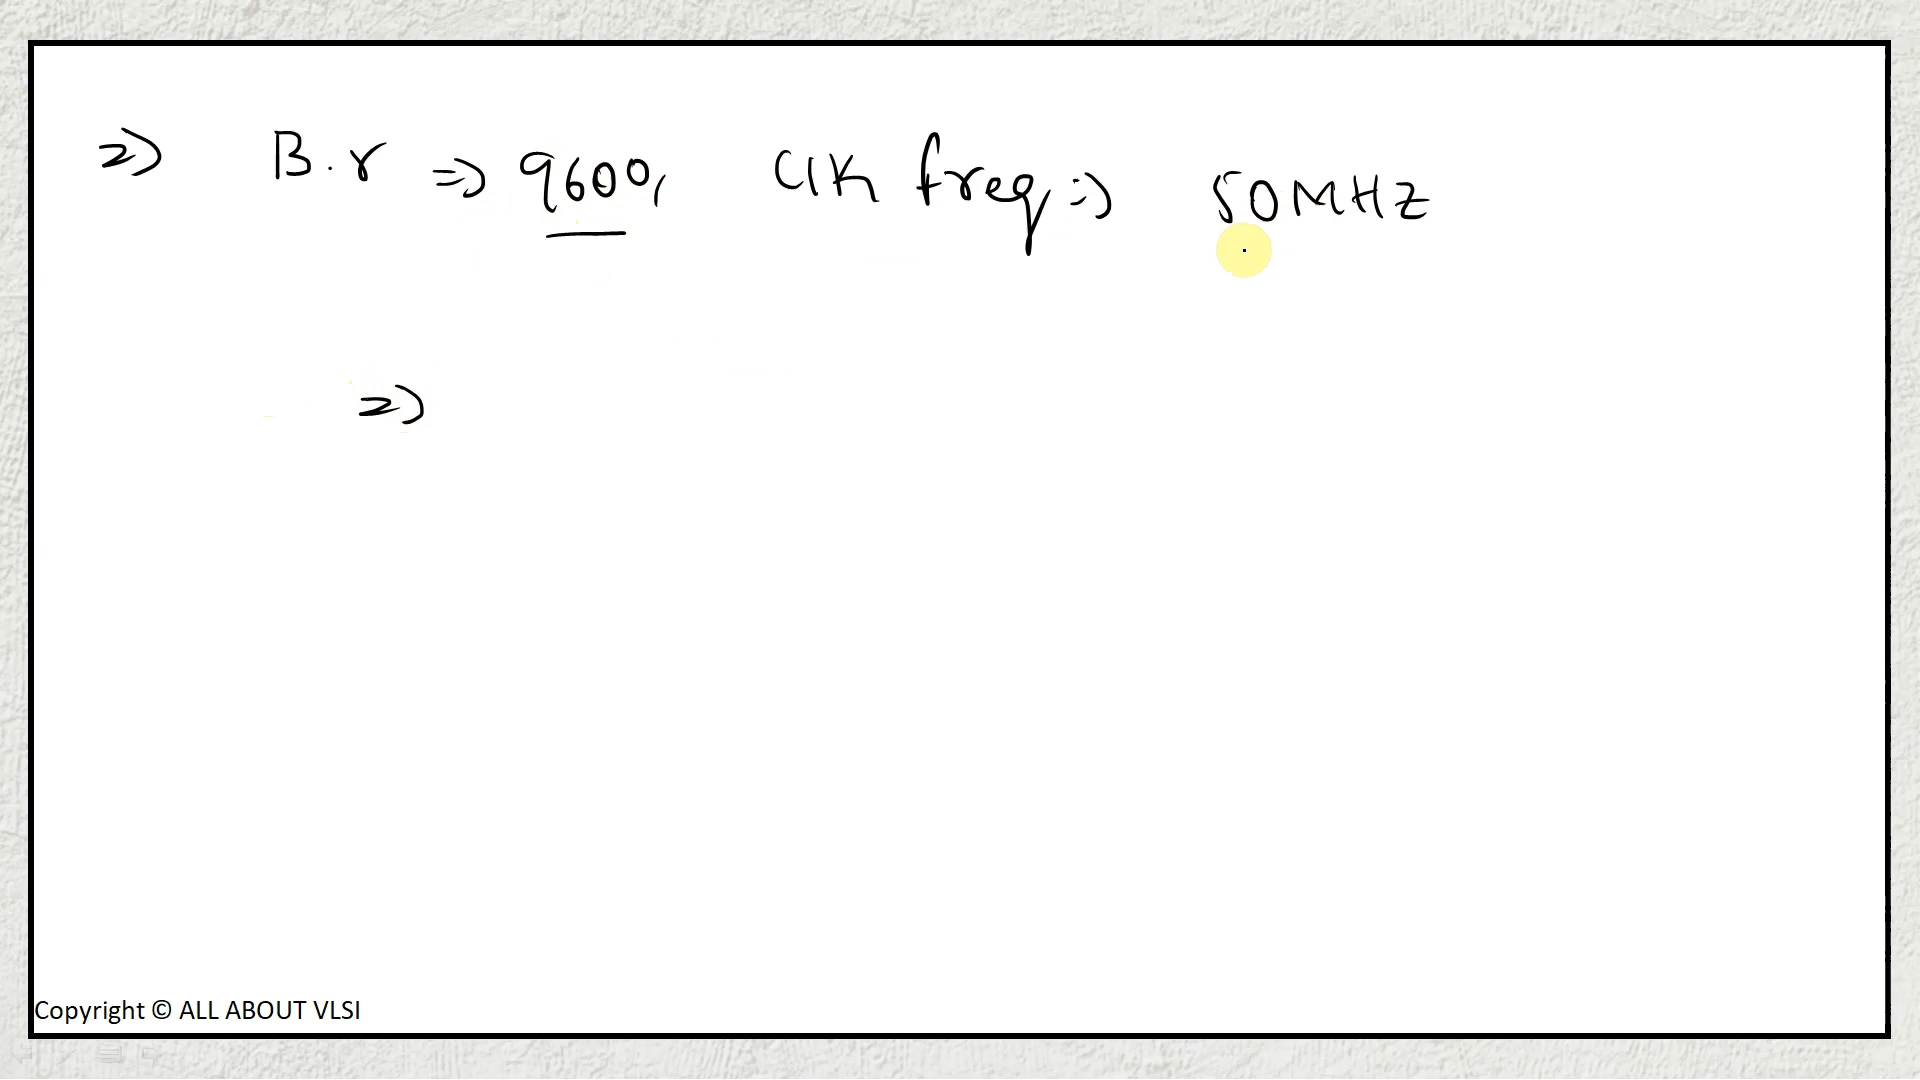 => B.r => 9600, Clk freq => 50MHz
=>
Copyright © ALL ABOUT VLSI